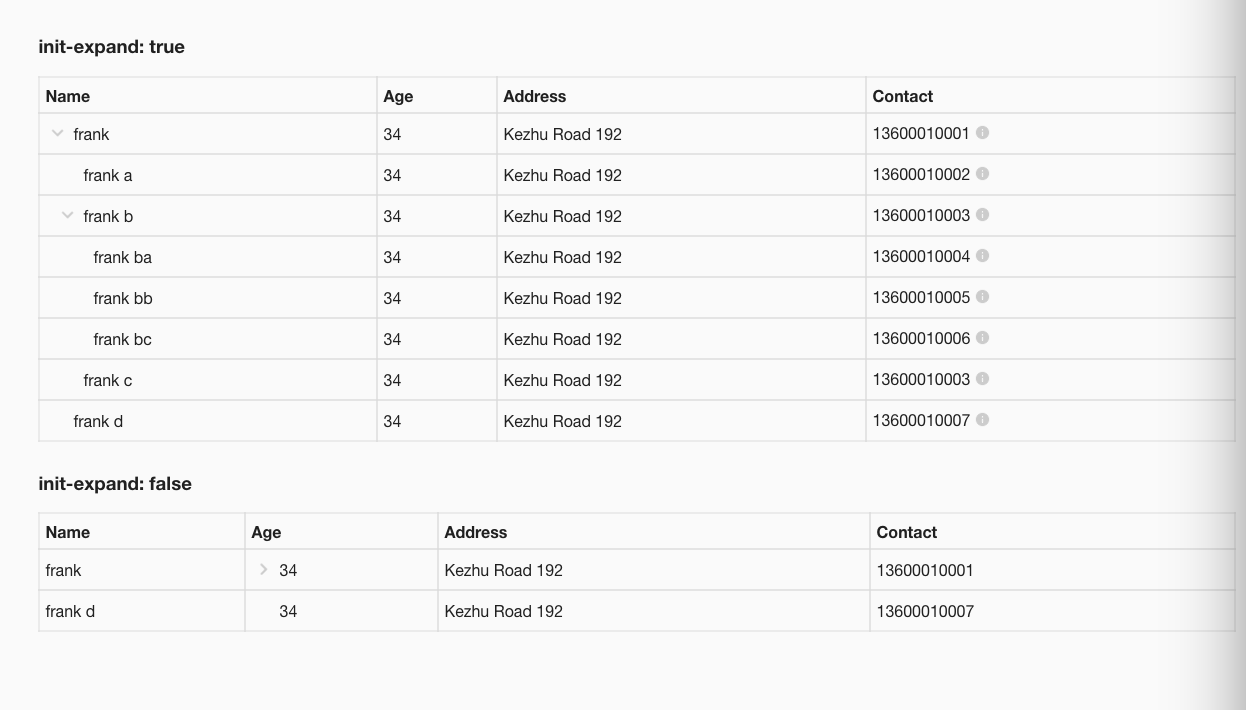 init-expand: true
Name Age Address Contact
frank 34 Kezhu Road 192 13600010001
frank a 34 Kezhu Road 192 13600010002
frank b 34 Kezhu Road 192 13600010003
frank ba 34 Kezhu Road 192 13600010004
frank bb 34 Kezhu Road 192 13600010005
frank bc 34 Kezhu Road 192 13600010006
frank c 34 Kezhu Road 192 13600010003
frank d 34 Kezhu Road 192 13600010007
init-expand: false
Name Age Address Contact
frank 34 Kezhu Road 192 13600010001
frank d 34 Kezhu Road 192 13600010007